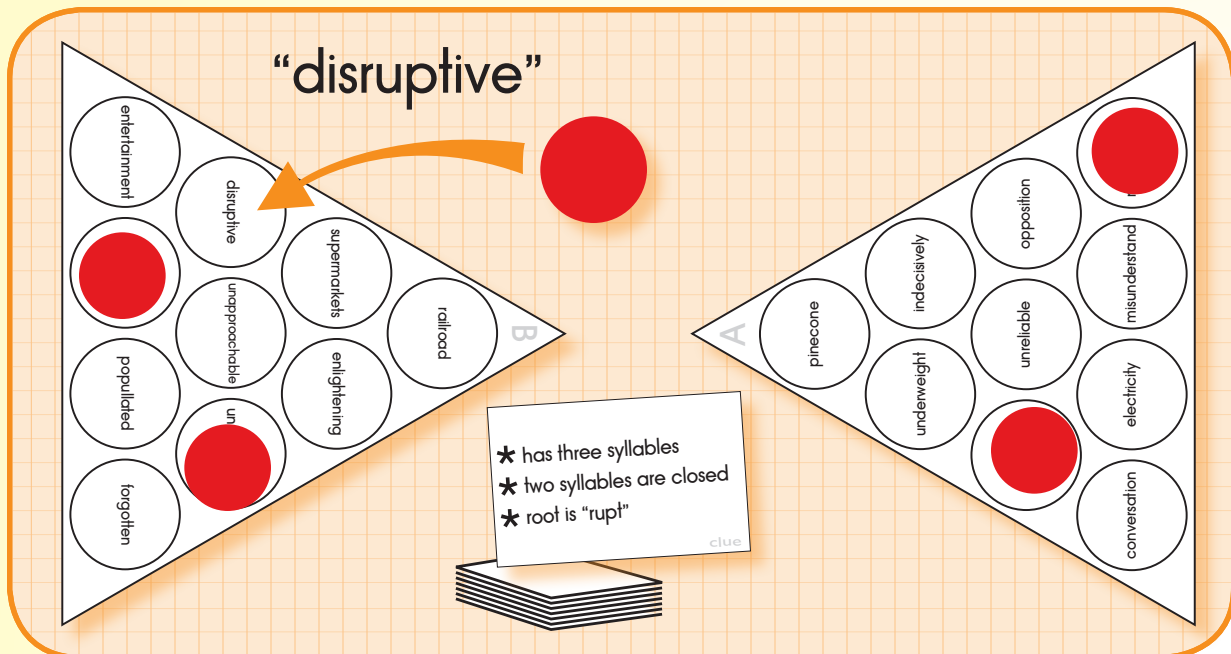 “disruptive”
entertainment
disruptive
supermarkets
railroad
B
unapproachable
enlightening
populated
un
forgotten
A
pinecone
indecisively
opposition
underweight
unreliable
misunderstand
electricity
conversation
* has three syllables
* two syllables are closed
* root is “rupt”
clue